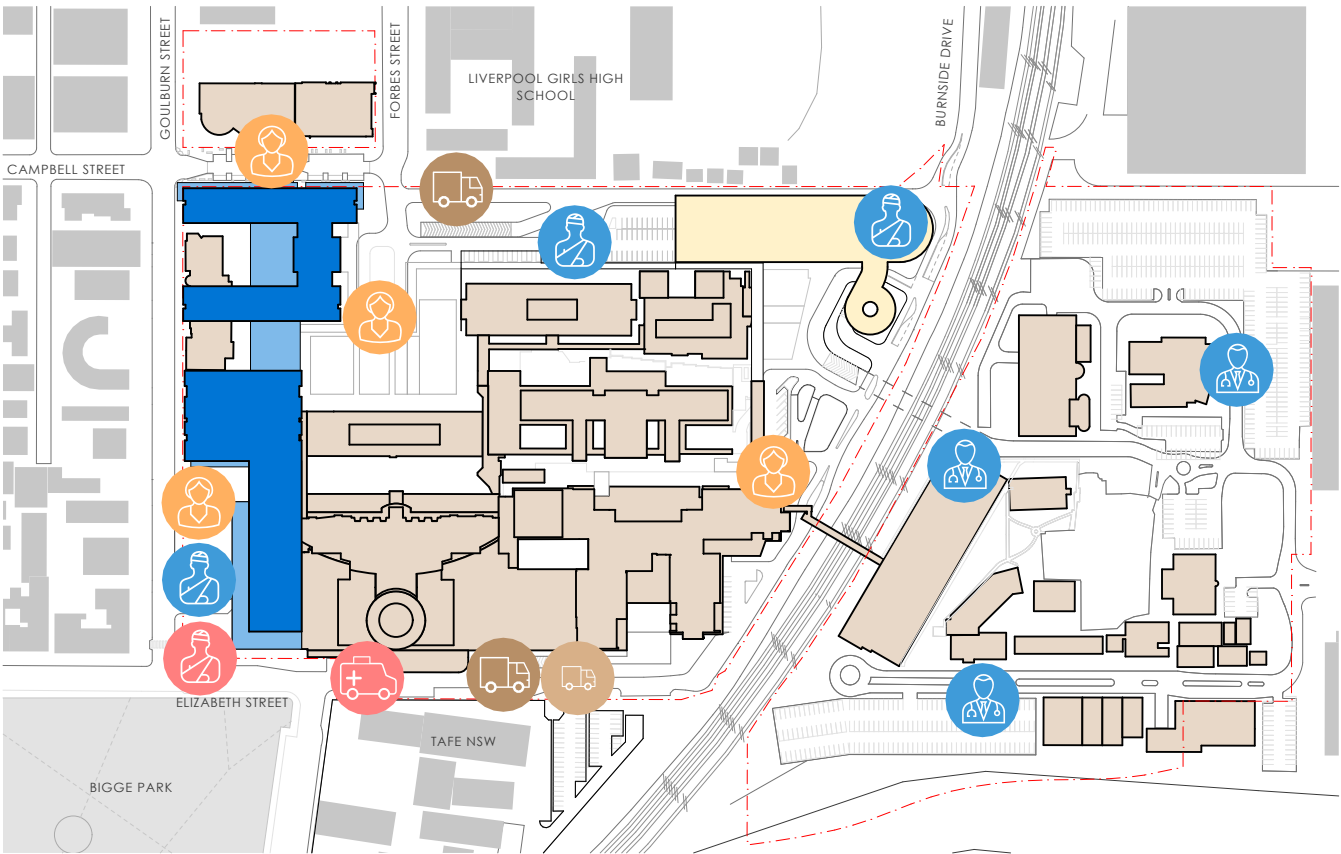 GOULBURN STREET
FORBES STREET
LIVERPOOL GIRLS HIGH
SCHOOL
BURNSIDE DRIVE
CAMPBELL STREET
ELIZABETH STREET
TAFE NSW
BIGGE PARK